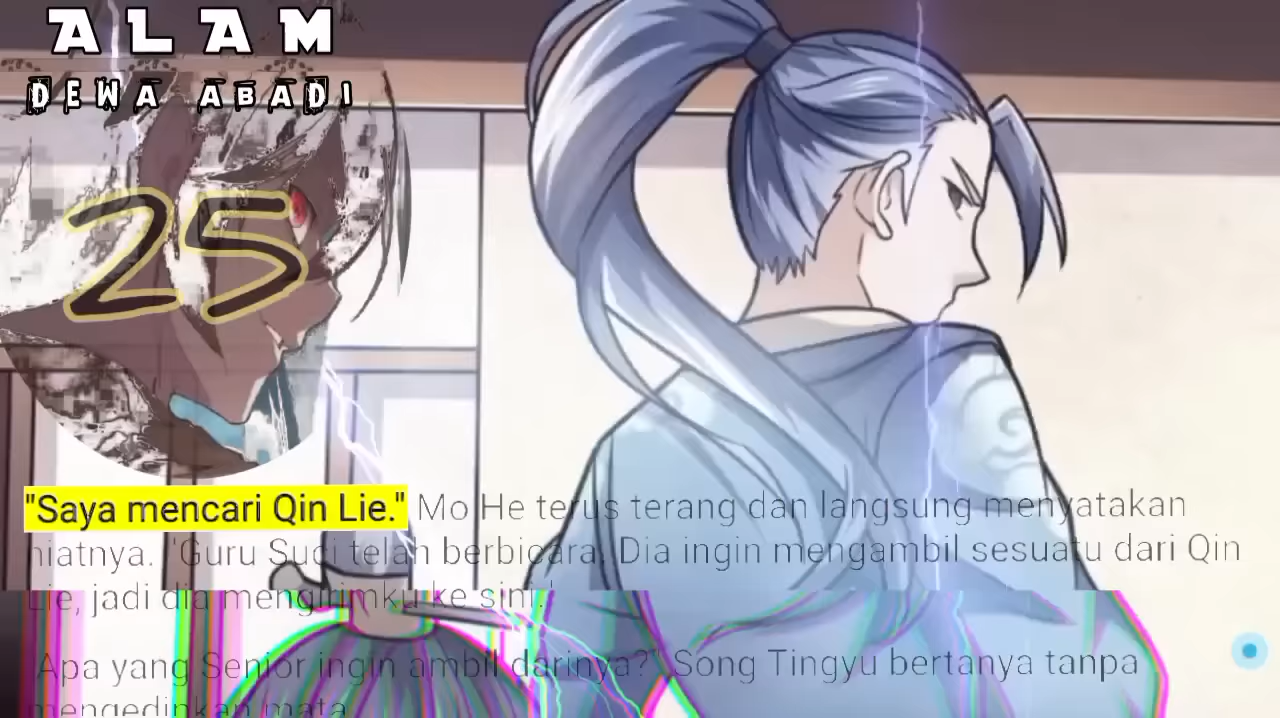 ALAM
DEWA ABADI
25
"Saya mencari Qin Lie." Mo He terus terang dan langsung menyatakan
niatnya. "Guru Suci telah berbicara. Dia ingin mengambil sesuatu dari Qin
Lie, jadi dia mengirimku ke sini."
"Apa yang Senior ingin ambil darinya?" Song Tingyu bertanya tanpa
mengedipkan mata.